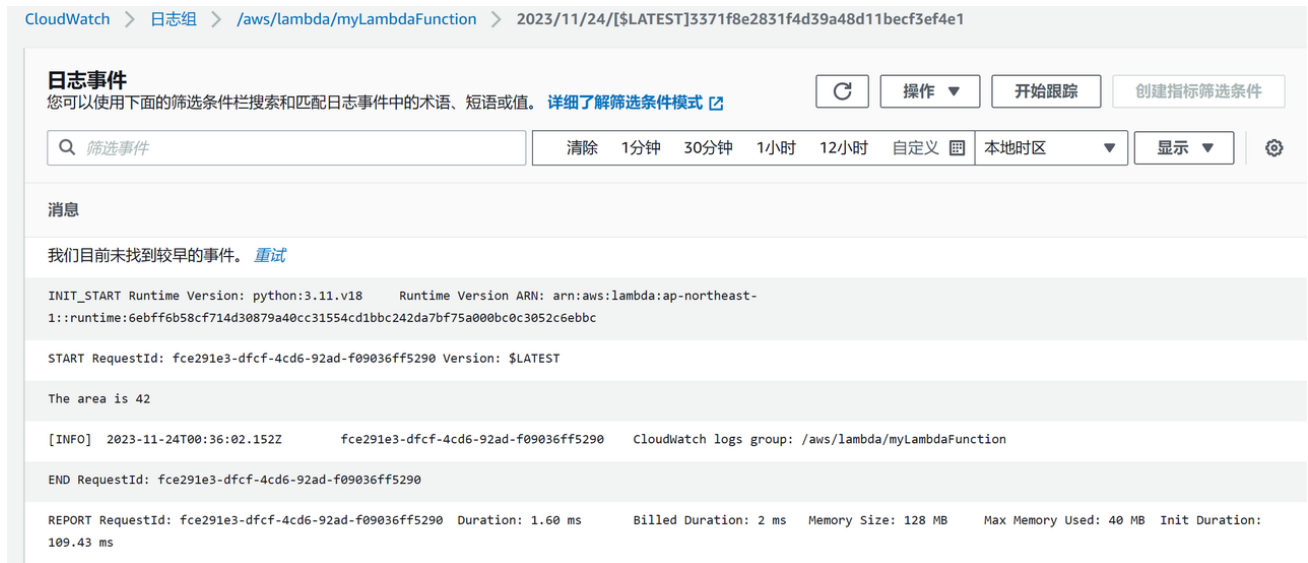 CloudWatch > 日志组 > /aws/lambda/myLambdaFunction > 2023/11/24/[$LATEST]3371f8e2831f4d39a48d11becf3ef4e1
日志事件
您可以使用下面的筛选条件栏搜索和匹配日志事件中的术语、短语或值。 详细了解筛选条件模式
操作 ▼ 开始跟踪 创建指标筛选条件
筛选事件 清除 1分钟 30分钟 1小时 12小时 自定义 本地时区 ▼ 显示 ▼
消息
我们目前未找到较早的事件。 重试
INIT_START Runtime Version: python:3.11.v18 Runtime Version ARN: arn:aws:lambda:ap-northeast-
1::runtime:6ebff6b58cf714d30879a40cc31554cd1bbc242da7bf75a000bc0c3052c6ebbc
START RequestId: fce291e3-dfcf-4cd6-92ad-f09036ff5290 Version: $LATEST
The area is 42
[INFO] 2023-11-24T00:36:02.152Z fce291e3-dfcf-4cd6-92ad-f09036ff5290 CloudWatch logs group: /aws/lambda/myLambdaFunction
END RequestId: fce291e3-dfcf-4cd6-92ad-f09036ff5290
REPORT RequestId: fce291e3-dfcf-4cd6-92ad-f09036ff5290 Duration: 1.60 ms Billed Duration: 2 ms Memory Size: 128 MB Max Memory Used: 40 MB Init Duration:
109.43 ms